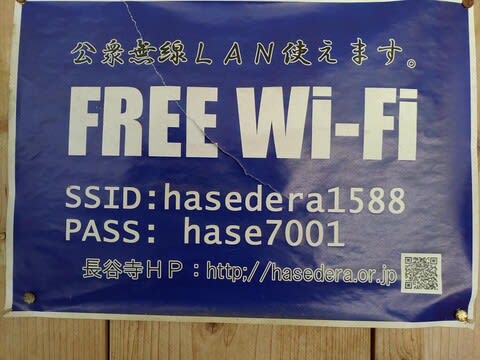 公衆無線ＬＡＮ使えます。
FREE Wi-Fi
SSID:hasedera1588
PASS: hase7001
長谷寺ＨＰ：http;//hasedera.or.jp